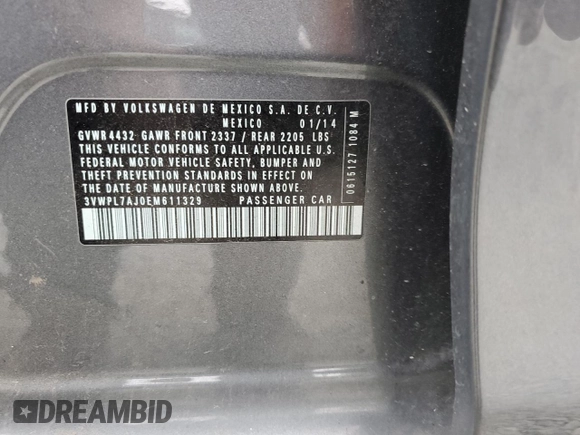 MFD BY VOLKSWAGEN DE MEXICO S.A. DE C.V.
MEXICO 01/14
GVWR 4432 GAWR FRONT 2337 / REAR 2205 LBS
THIS VEHICLE CONFORMS TO ALL APPLICABLE U.S.
FEDERAL MOTOR VEHICLE SAFETY, BUMPER AND
THEFT PREVENTION STANDARDS IN EFFECT ON
THE DATE OF MANUFACTURE SHOWN ABOVE.
3VWPL7AJ0EM611329 PASSENGER CAR
0615127 1084 M
DREAMBID